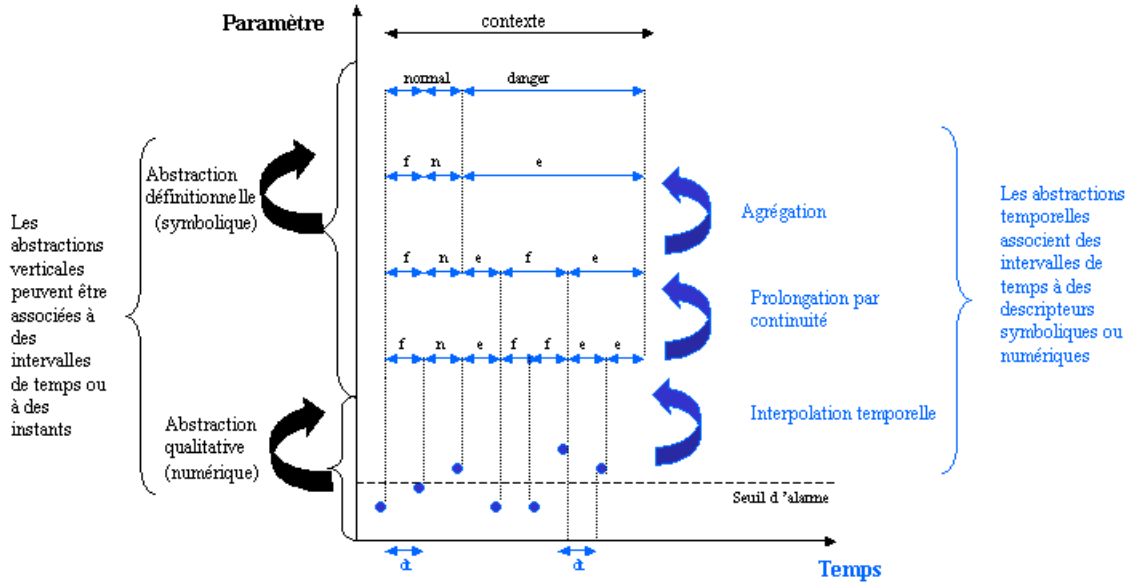 Paramètre
contexte
normal
danger
f n e
Abstraction
définitionnelle
(symbolique)
Les
abstractions
verticales
peuvent être
associées à
des
intervalles
de temps ou
à des
instants
Agrégation
Les abstractions
temporelles
associent des
intervalles de
temps à des
descripteurs
symboliques ou
numériques
f n e f e
Prolongation par
continuité
f n e f f e e
Abstraction
qualitative
(numérique)
Interpolation temporelle
Seuil d ’alarme
dt
dt
Temps